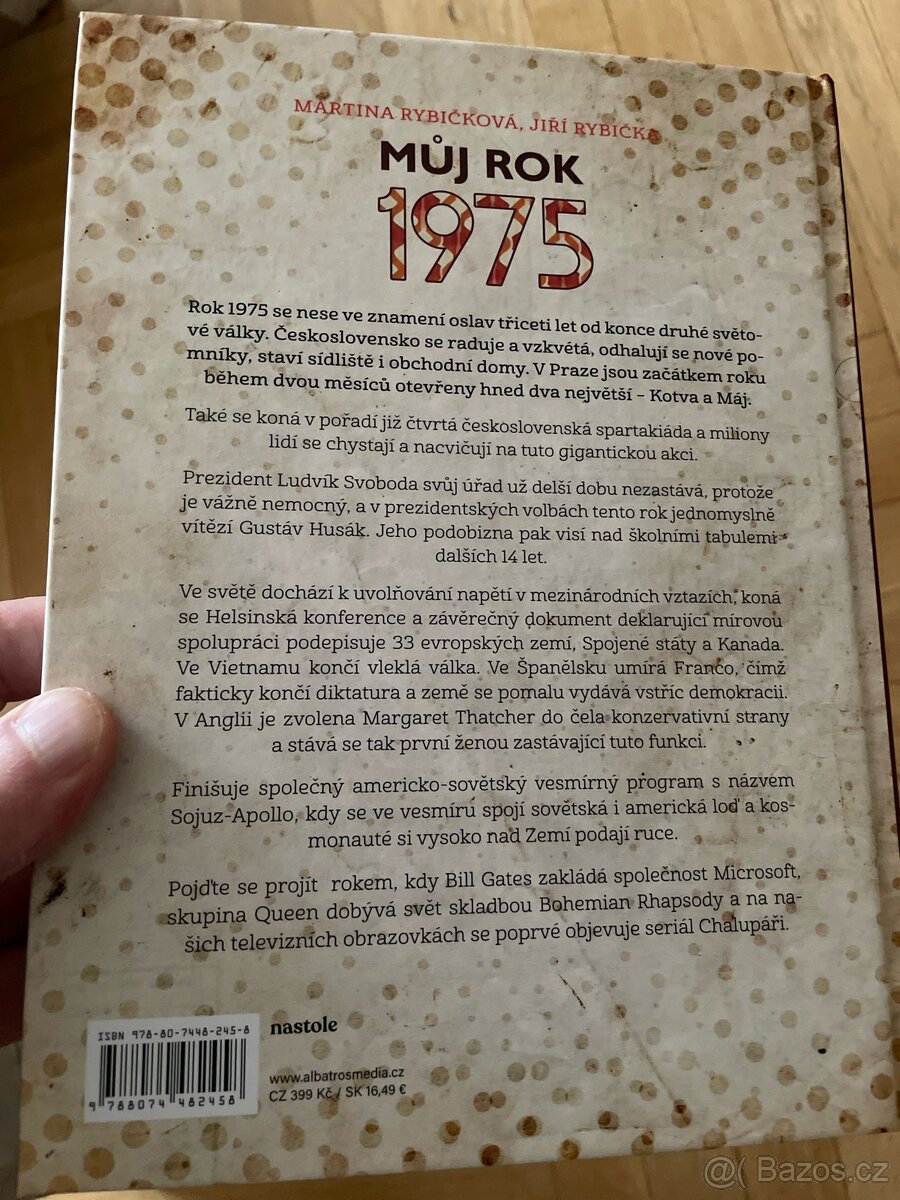 MARTINA RYBIČKOVÁ, JIŘÍ RYBIČKA
MŮJ ROK
1975
Rok 1975 se nese ve znamení oslav třiceti let od konce druhé světo-
vé války. Československo se raduje a vzkvétá, odhalují se nové po-
mníky, staví sídliště i obchodní domy. V Praze jsou začátkem roku
během dvou měsíců otevřeny hned dva největší – Kotva a Máj.
Také se koná v pořadí již čtvrtá československá spartakiáda a miliony
lidí se chystají a nacvičují na tuto gigantickou akci.
Prezident Ludvík Svoboda svůj úřad už delší dobu nezastává, protože
je vážně nemocný, a v prezidentských volbách tento rok jednomyslně
vítězí Gustáv Husák. Jeho podobizna pak visí nad školními tabulemi
dalších 14 let.
Ve světě dochází k uvolňování napětí v mezinárodních vztazích, koná
se Helsinská konference a závěrečný dokument deklarující mírovou
spolupráci podepisuje 33 evropských zemí, Spojené státy a Kanada.
Ve Vietnamu končí vleklá válka. Ve Španělsku umírá Franco, čímž
fakticky končí diktatura a země se pomalu vydává vstříc demokracii.
V Anglii je zvolena Margaret Thatcher do čela konzervativní strany
a stává se tak první ženou zastávající tuto funkci.
Finišuje společný americko-sovětský vesmírný program s názvem
Sojuz-Apollo, kdy se ve vesmíru spojí sovětská i americká loď a kos-
monauté si vysoko nad Zemí podají ruce.
Pojďte se projít rokem, kdy Bill Gates zakládá společnost Microsoft,
skupina Queen dobývá svět skladbou Bohemian Rhapsody a na na-
šich televizních obrazovkách se poprvé objevuje seriál Chalupáři.
ISBN 978-80-7448-245-8
9 788074 482458
nastole
www.albatrosmedia.cz
CZ 399 Kč / SK 16,49 €
@( Bazos.cz